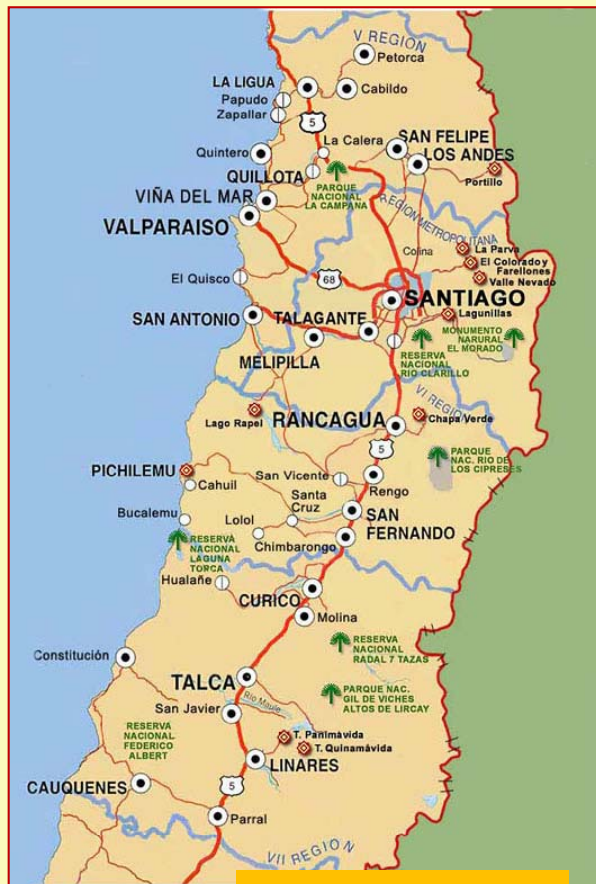 V REGION
Petorca
LA LIGUA
Papudo
Zapallar
Cabildo
5
La Calera
SAN FELIPE
LOS ANDES
Quintero
QUILLOTA
Portillo
PARQUE
NACIONAL
LA CAMPANA
VIÑA DEL MAR
VALPARAISO
REGION METROPOLITANA
Colina
La Parva
El Colorado y
Farellones
Valle Nevado
El Quisco
68
SANTIAGO
Lagunillas
SAN ANTONIO
TALAGANTE
MONUMENTO
NARURAL
EL MORADO
MELIPILLA
RESERVA
NACIONAL
RIO CLARILLO
VI REGION
Lago Rapel
RANCAGUA
Chapa Verde
5
PARQUE
NAC. RIO DE
LOS CIPRESES
PICHILEMU
Cahuil
San Vicente
Rengo
Santa
Cruz
Bucalemu
Lolol
SAN
FERNANDO
RESERVA
NACIONAL
LAGUNA
TORCA
Chimbarongo
Hualañe
CURICO
Molina
RESERVA
NACIONAL
RADAL 7 TAZAS
Constitución
TALCA
PARQUE NAC.
GIL DE VICHES
ALTOS DE LIRCAY
Rio Maule
San Javier
RESERVA
NACIONAL
FEDERICO
ALBERT
T. Panimávida
T. Quinamávida
LINARES
CAUQUENES
5
Parral
VII REGION